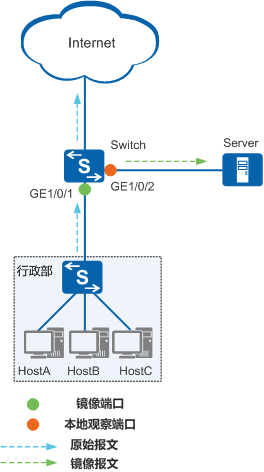 Internet
Switch
Server
S
GE1/0/1
GE1/0/2
行政部
S
HostA
HostB
HostC
镜像端口
本地观察端口
原始报文
镜像报文